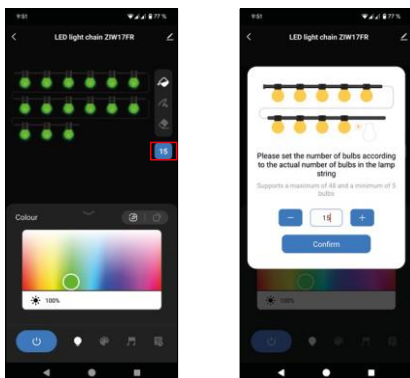 9:51
77 %
LED light chain ZIW17FR
15
Colour
100%
9:51
77 %
LED light chain ZIW17FR
Please set the number of bulbs according
to the actual number of bulbs in the lamp
string
Supports a maximum of 48 and a minimum of 5
bulbs
− 15 +
Confirm
100%